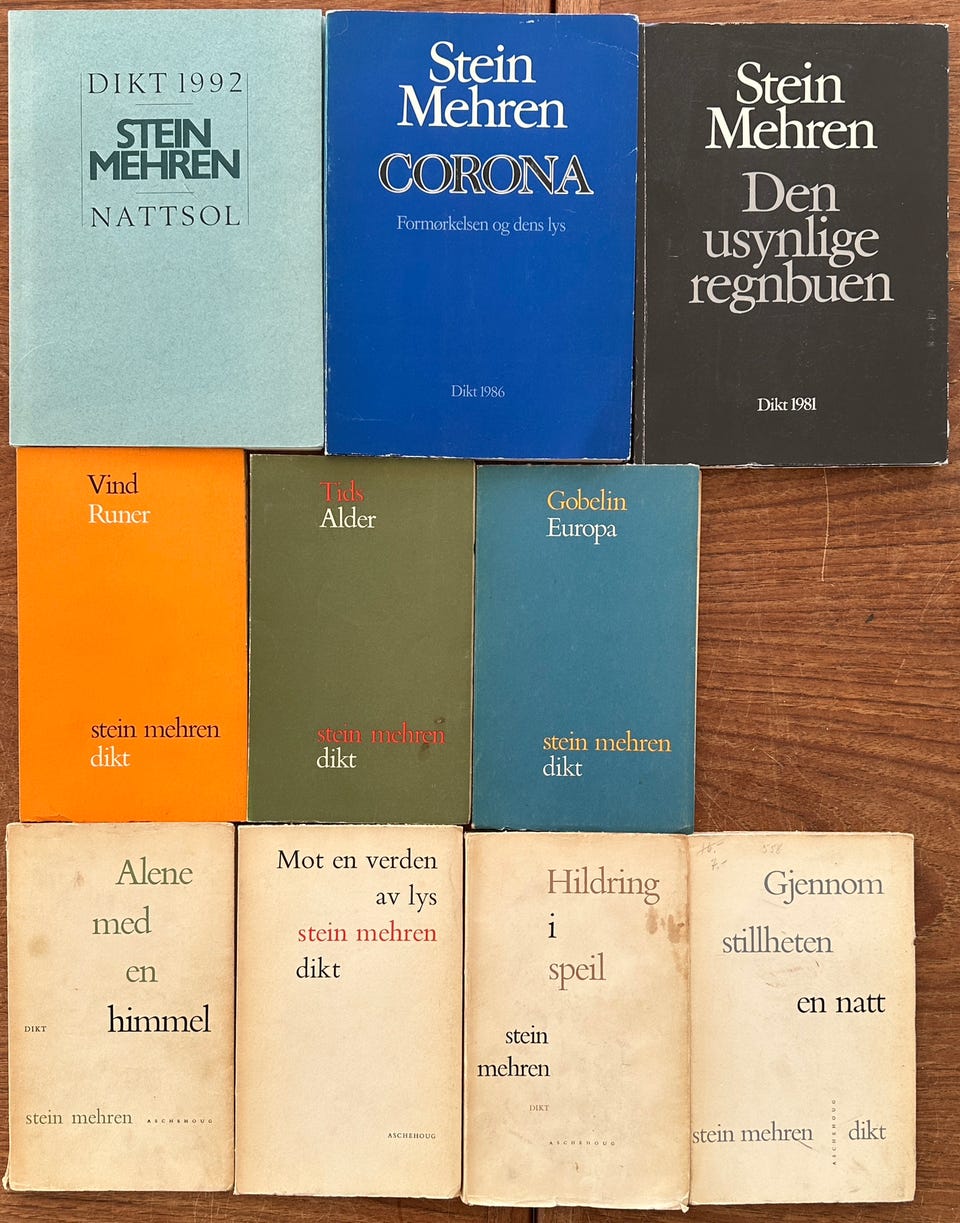 DIKT 1992
STEIN
MEHREN
NATTSOL
Stein
Mehren
CORONA
Formørkelsen og dens lys
Dikt 1986
Stein
Mehren
Den
usynlige
regnbuen
Dikt 1981
Vind
Runer
stein mehren
dikt
Tids
Alder
stein mehren
dikt
Gobelin
Europa
stein mehren
dikt
Alene
med
en
himmel
DIKT
stein mehren ASCHEHOUG
Mot en verden
av lys
stein mehren
dikt
ASCHEHOUG
Hildring
i
speil
stein
mehren
DIKT
ASCHEHOUG
7.-
558
Gjennom
stillheten
en natt
stein mehren
ASCHEHOUG
dikt